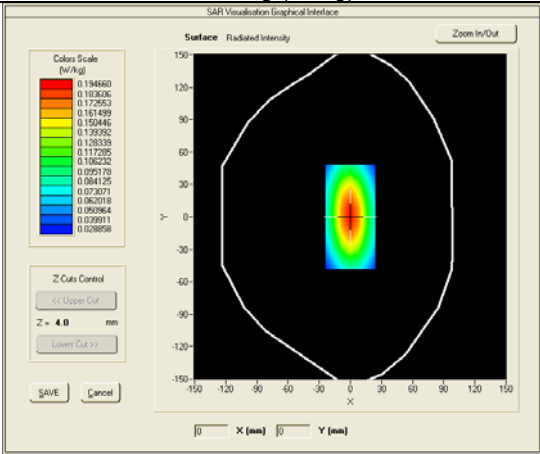 SAR Visualisation Graphical Interface
Surface Radiated Intensity
Zoom In/Out
Colors Scale
(W/kg)
0.194660
0.183606
0.172553
0.161499
0.150446
0.139392
0.128339
0.117285
0.106232
0.095178
0.084125
0.073071
0.062018
0.050964
0.039911
0.028858
Z-Cuts Control
<< Upper Cut
Z = 4.0 mm
Lower Cut >>
SAVE Cancel
150
120
90
60
30
0
-30
-60
-90
-120
-150
Y
-150 -120 -90 -60 -30 0 30 60 90 120 150
X
0 X (mm) 0 Y (mm)